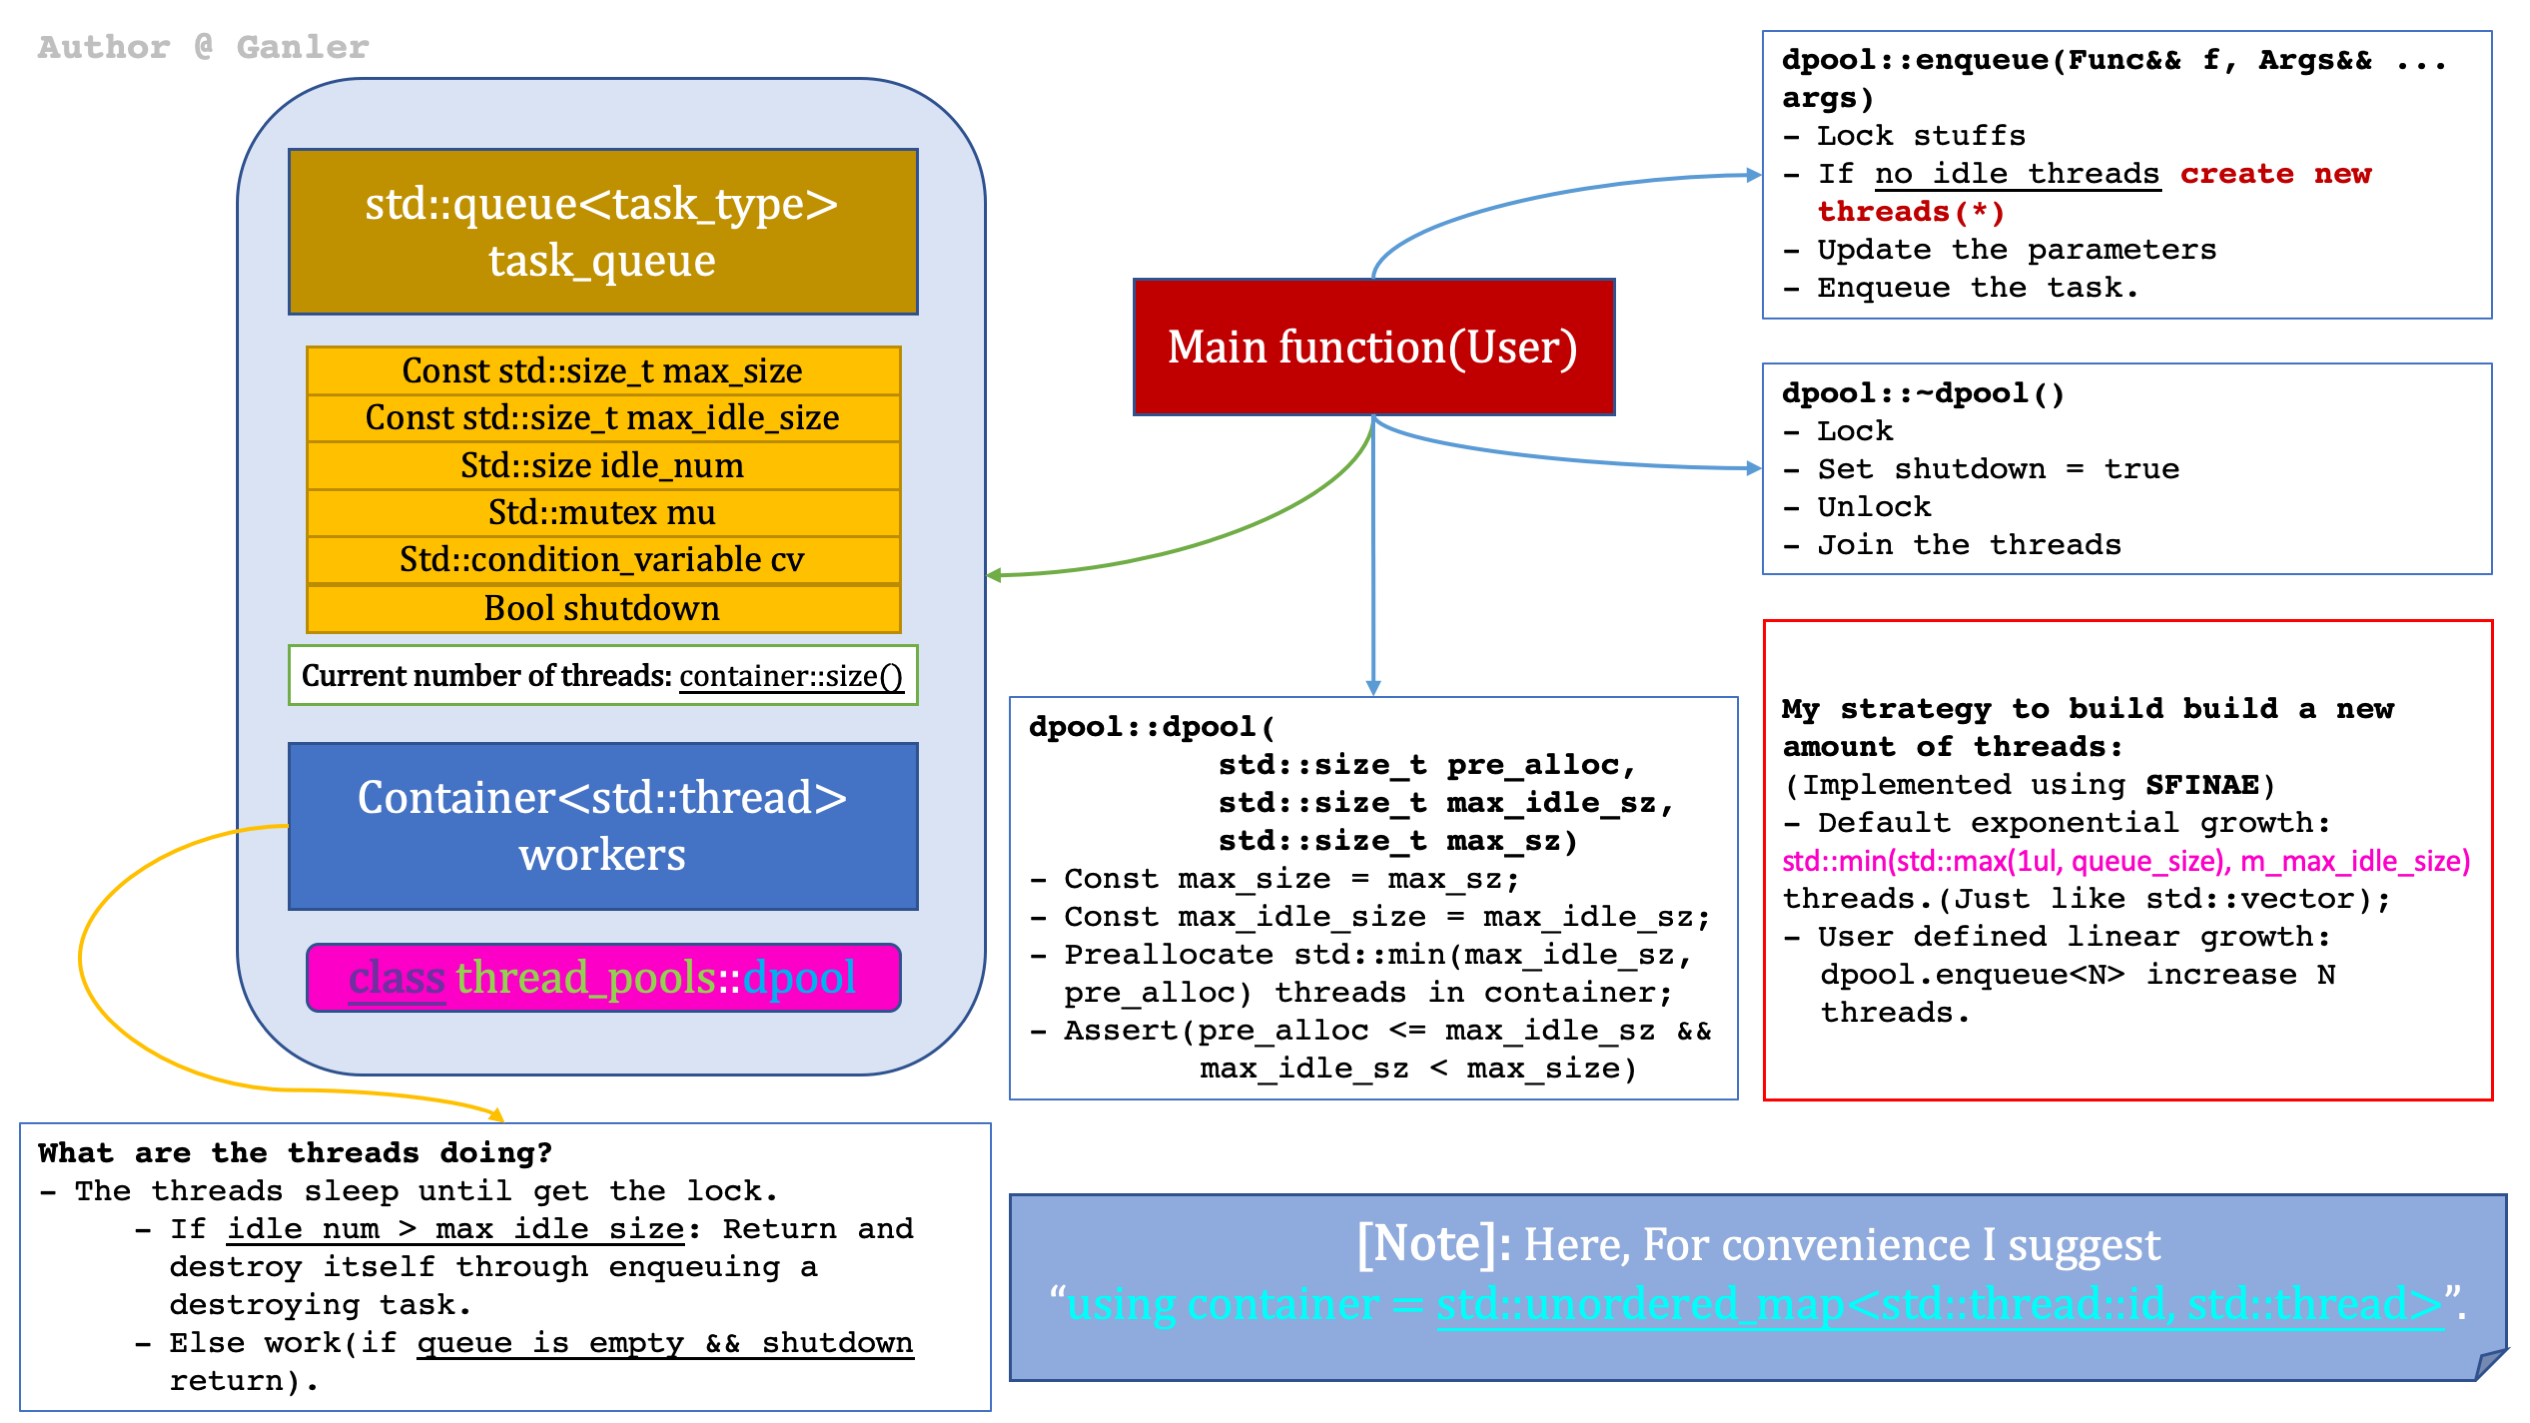 Author @ Ganler
std::queue<task_type>
task_queue
Const std::size_t max_size
Const std::size_t max_idle_size
Std::size idle_num
Std::mutex mu
Std::condition_variable cv
Bool shutdown
Current number of threads: container::size()
Container<std::thread>
workers
class thread_pools::dpool
What are the threads doing?
- The threads sleep until get the lock.
- If idle_num > max_idle_size: Return and
destroy itself through enqueuing a
destroying task.
- Else work(if queue is empty && shutdown
return).
Main function(User)
dpool::enqueue(Func&& f, Args&& ...
args)
- Lock stuffs
- If no idle threads create new
threads(*)
- Update the parameters
- Enqueue the task.
dpool::~dpool()
- Lock
- Set shutdown = true
- Unlock
- Join the threads
dpool::dpool(
std::size_t pre_alloc,
std::size_t max_idle_sz,
std::size_t max_sz)
- Const max_size = max_sz;
- Const max_idle_size = max_idle_sz;
- Preallocate std::min(max_idle_sz,
pre_alloc) threads in container;
- Assert(pre_alloc <= max_idle_sz &&
max_idle_sz < max_size)
My strategy to build build a new
amount of threads:
(Implemented using SFINAE)
- Default exponential growth:
std::min(std::max(1ul, queue_size), m_max_idle_size)
threads.(Just like std::vector);
- User defined linear growth:
dpool.enqueue<N> increase N
threads.
[Note]: Here, For convenience I suggest
“using container = std::unordered_map<std::thread::id, std::thread>”.